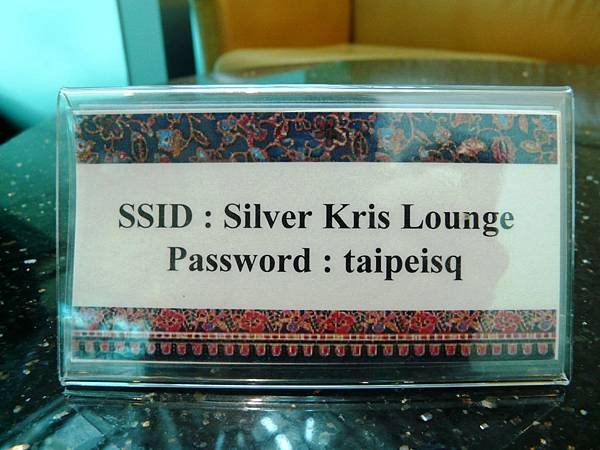 SSID : Silver Kris Lounge
Password : taipeisq